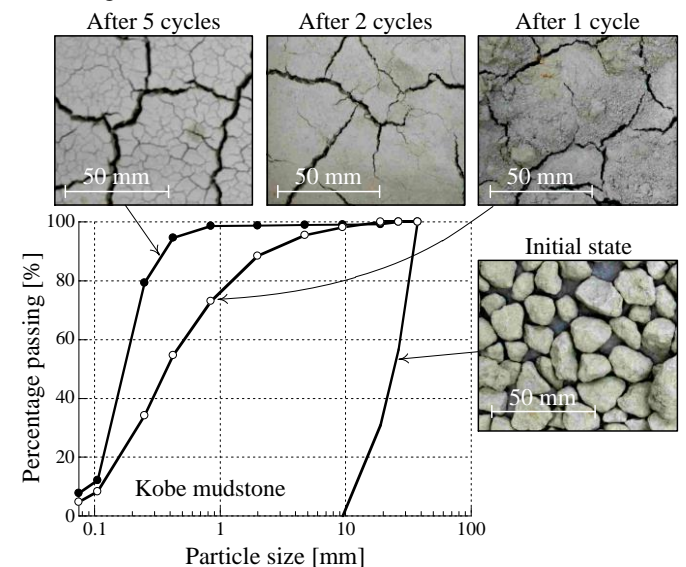 After 5 cycles
After 2 cycles
After 1 cycle
50 mm
50 mm
50 mm
Initial state
50 mm
Percentage passing [%]
100
80
60
40
20
0
Kobe mudstone
0.1
1
10
100
Particle size [mm]